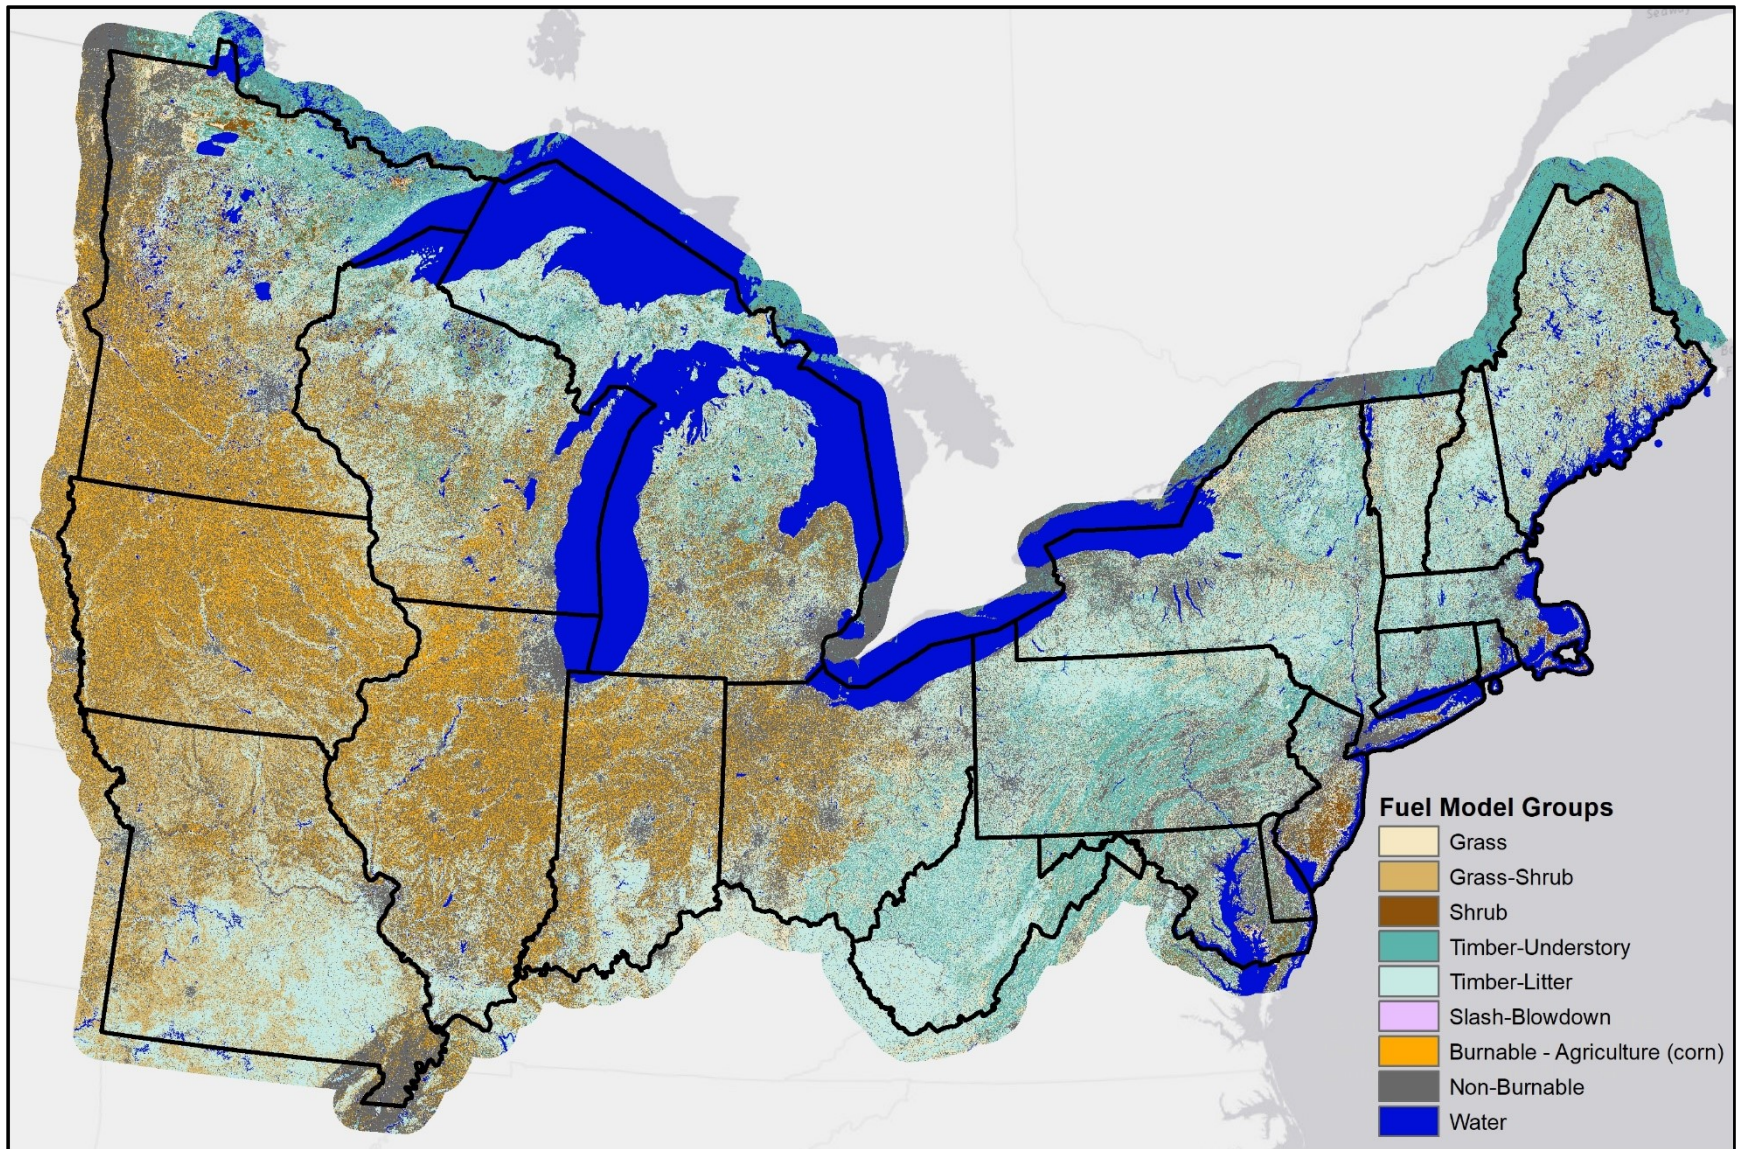 Seaway
Fuel Model Groups
Grass
Grass-Shrub
Shrub
Timber-Understory
Timber-Litter
Slash-Blowdown
Burnable - Agriculture (corn)
Non-Burnable
Water